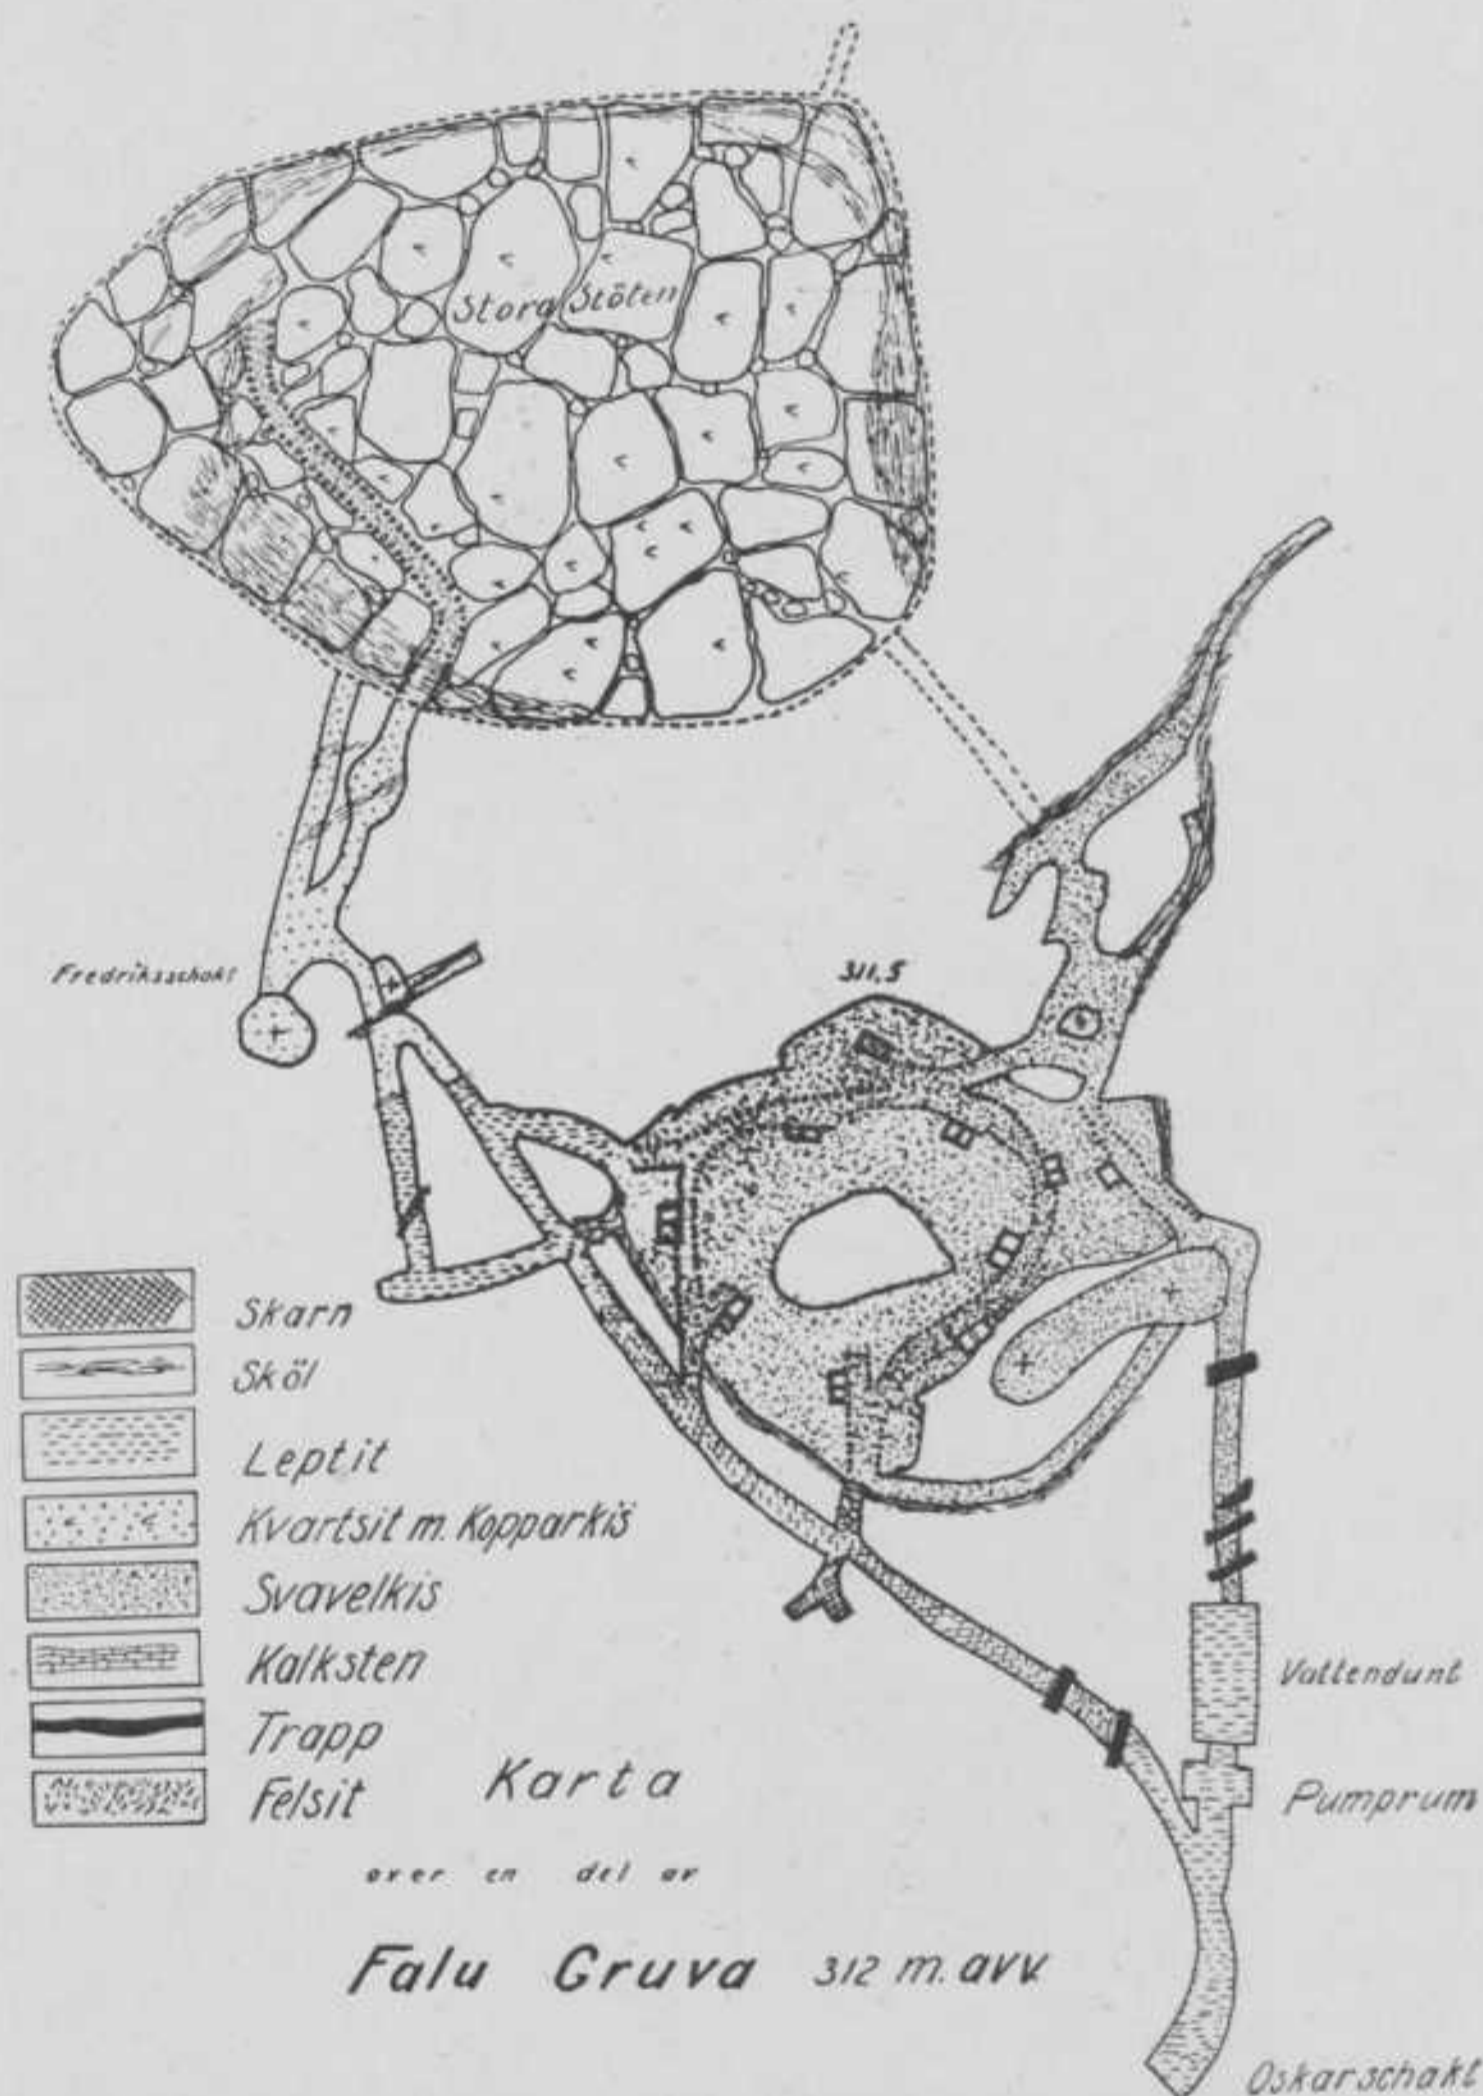 Stora Stöten
Fredriksschakt
311,5
Skarn
Sköl
Leptit
Kvartsit m. Kopparkis
Svavelkis
Kalksten
Trapp
Felsit
Vattendunt
Pumprum
Karta
över en del av
Falu Gruva 312 m. avv.
Oskarschakt